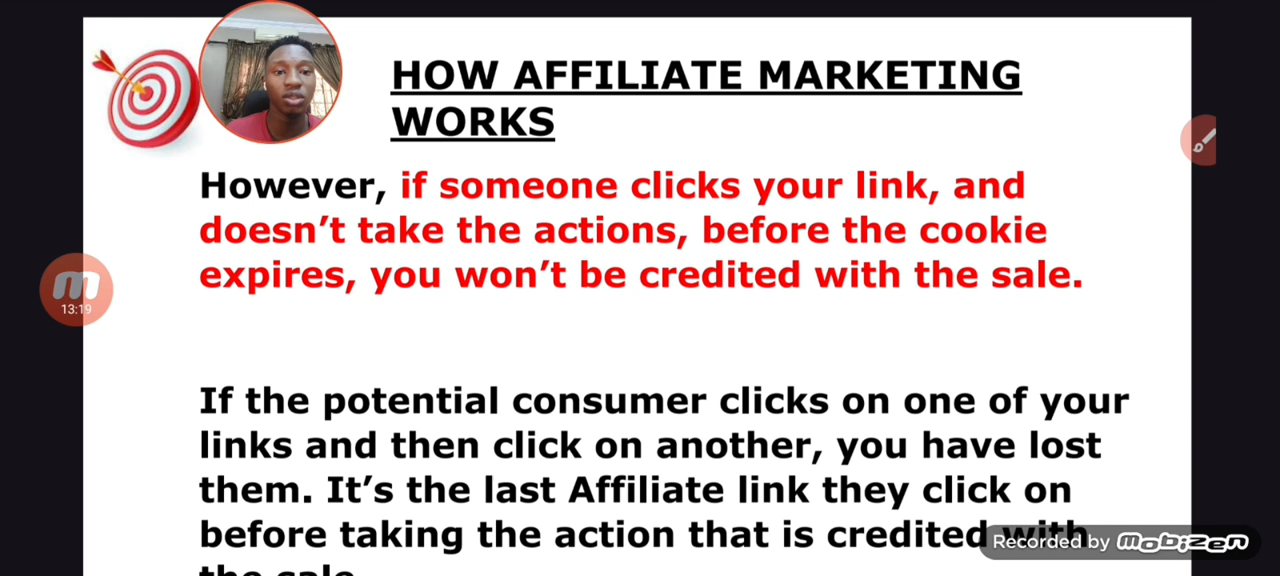 HOW AFFILIATE MARKETING
WORKS
However, if someone clicks your link, and
doesn’t take the actions, before the cookie
expires, you won’t be credited with the sale.
m
13:19
If the potential consumer clicks on one of your
links and then click on another, you have lost
them. It’s the last Affiliate link they click on
before taking the action that is credited with
the sale
Recorded by mobizen